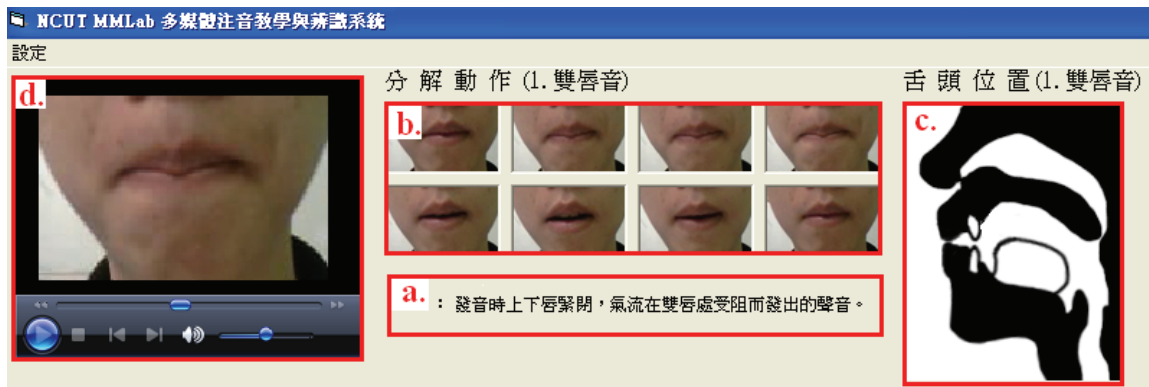 NCUT MMLab 多媒體注音教學與辨識系統
設定
分 解 動 作 (1. 雙唇音)
舌 頭 位 置 (1. 雙唇音)
d.
b.
c.
a. : 發音時上下唇緊閉，氣流在雙唇處受阻而發出的聲音。